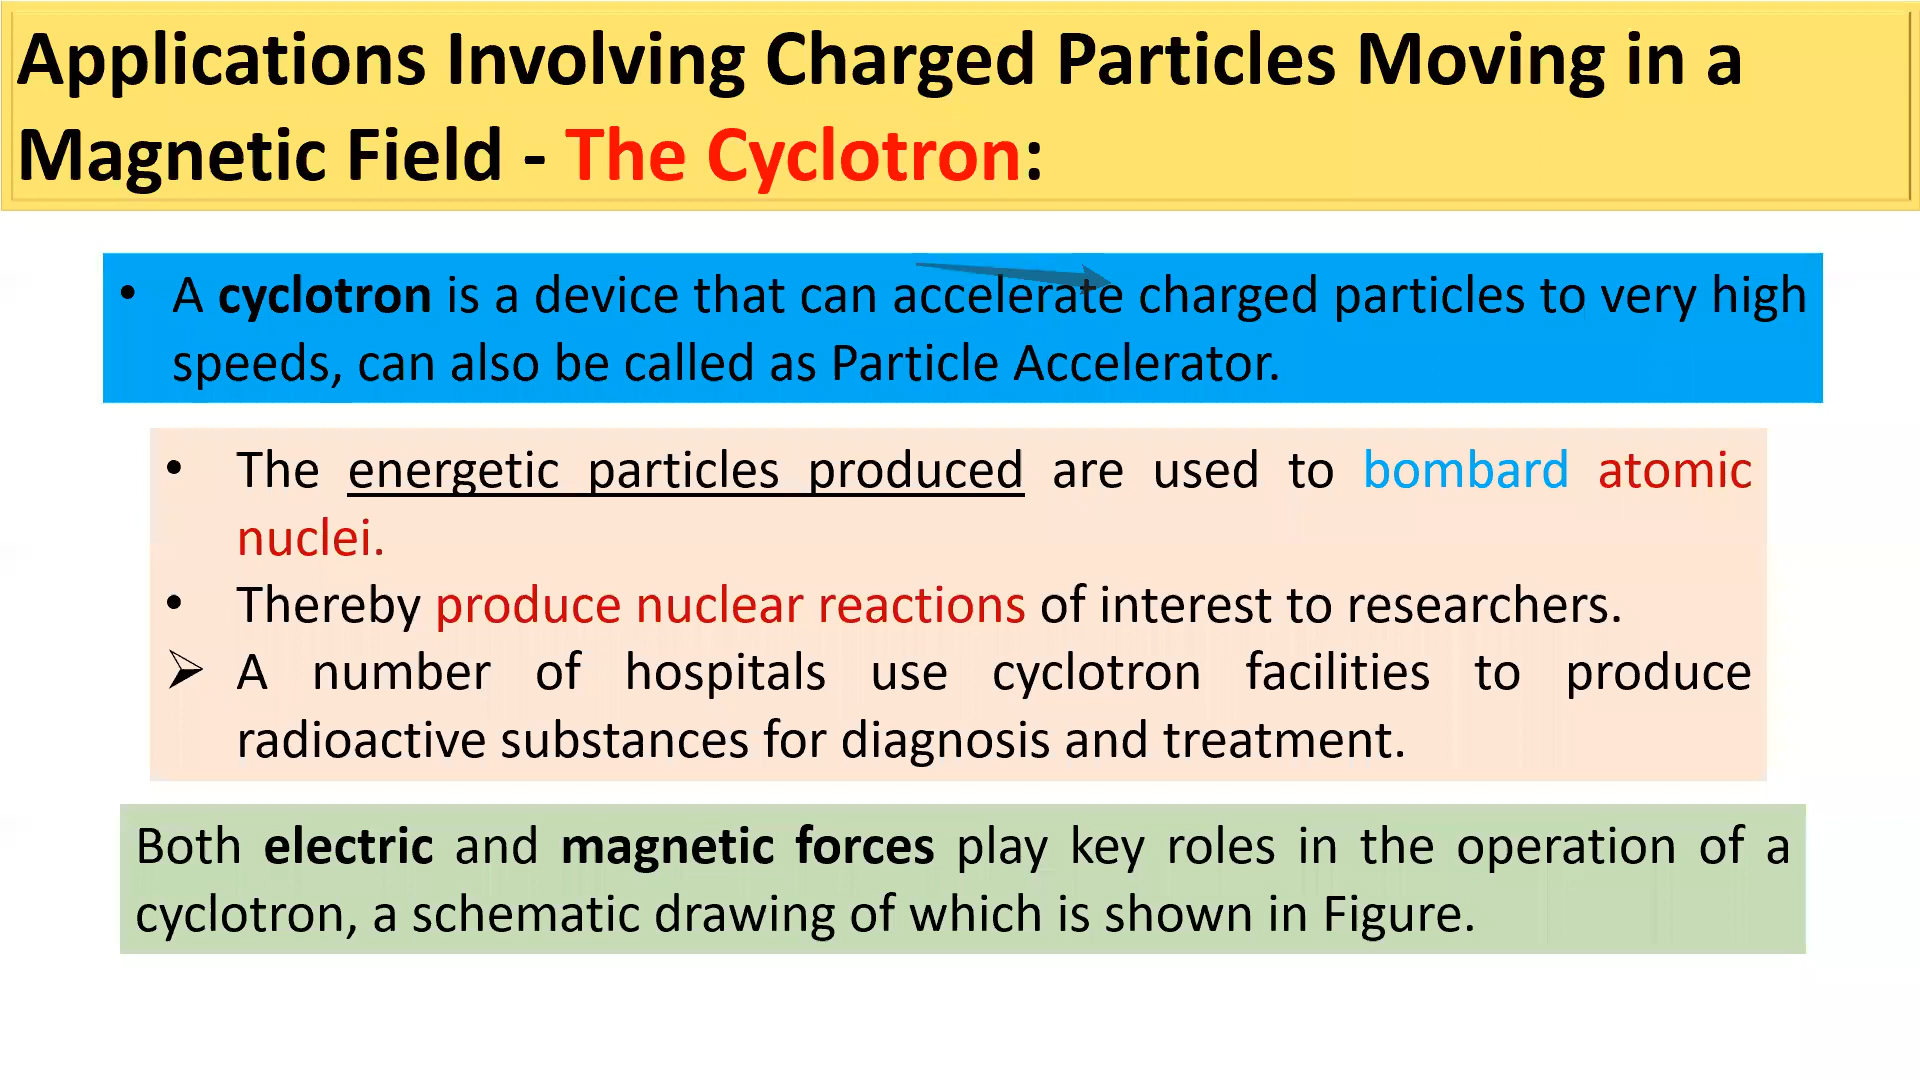 Applications Involving Charged Particles Moving in a
Magnetic Field - The Cyclotron:
• A cyclotron is a device that can accelerate charged particles to very high
speeds, can also be called as Particle Accelerator.
• The energetic particles produced are used to bombard atomic
nuclei.
• Thereby produce nuclear reactions of interest to researchers.
➢ A number of hospitals use cyclotron facilities to produce
radioactive substances for diagnosis and treatment.
Both electric and magnetic forces play key roles in the operation of a
cyclotron, a schematic drawing of which is shown in Figure.